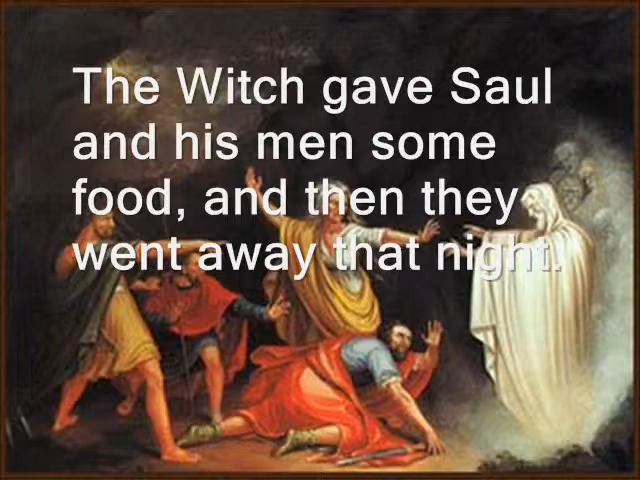 The Witch gave Saul
and his men some
food, and then they
went away that night.